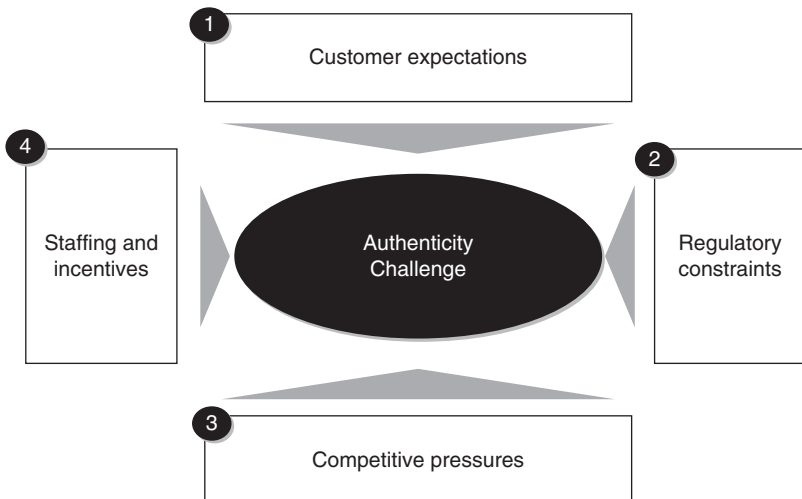 1
Customer expectations
4
Staffing and
incentives
Authenticity
Challenge
2
Regulatory
constraints
3
Competitive pressures